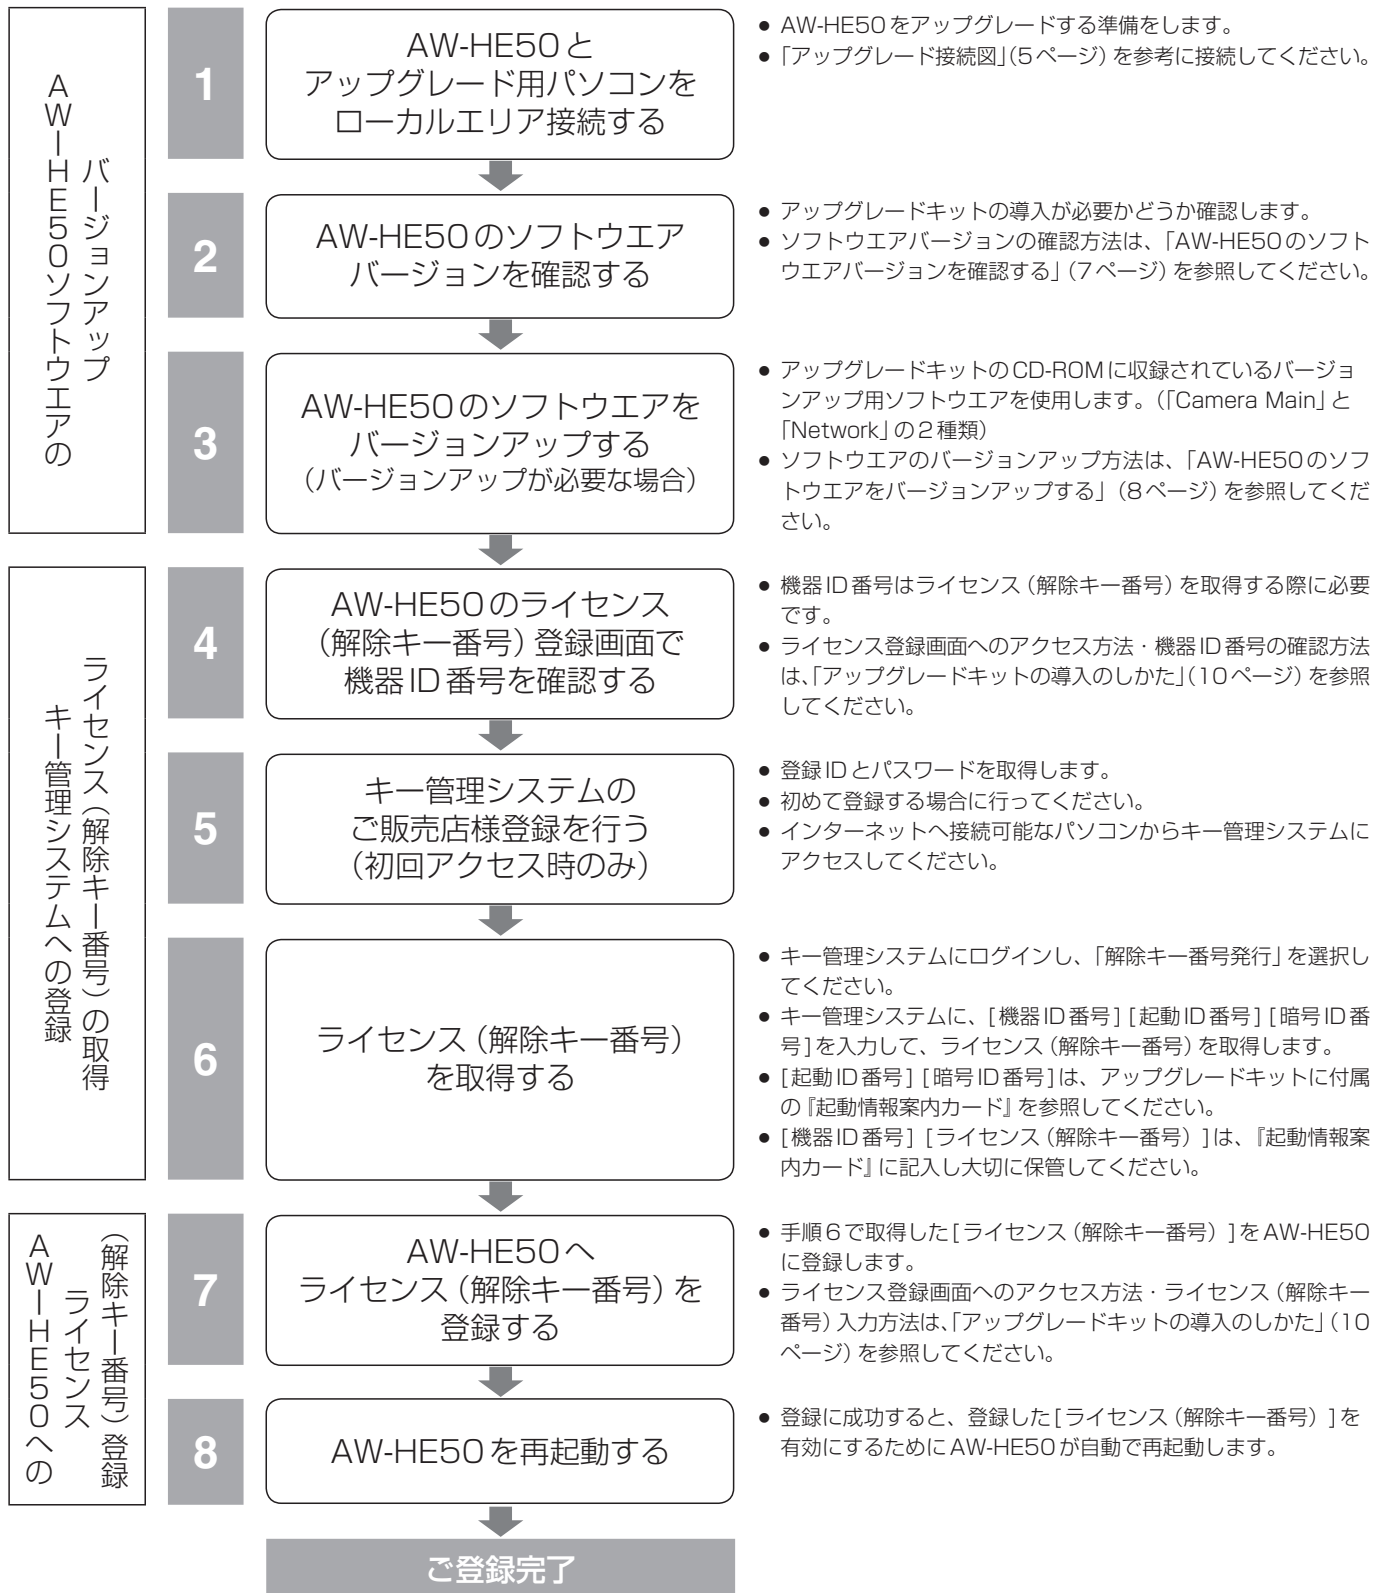 AW-HE50ソフトウエアの
バージョンアップ
1
AW-HE50と
アップグレード用パソコンを
ローカルエリア接続する
● AW-HE50をアップグレードする準備をします。
● 「アップグレード接続図」(5ページ)を参考に接続してください。
2
AW-HE50のソフトウエア
バージョンを確認する
● アップグレードキットの導入が必要かどうか確認します。
● ソフトウエアバージョンの確認方法は、「AW-HE50のソフト
ウエアバージョンを確認する」(7ページ)を参照してください。
3
AW-HE50のソフトウエアを
バージョンアップする
(バージョンアップが必要な場合)
● アップグレードキットのCD-ROMに収録されているバージョ
ンアップ用ソフトウエアを使用します。(「Camera Main」と
「Network」の2種類)
● ソフトウエアのバージョンアップ方法は、「AW-HE50のソフ
トウエアをバージョンアップする」(8ページ)を参照してくだ
さい。
キー管理システムへの登録
ライセンス(解除キー番号)の取得
4
AW-HE50のライセンス
(解除キー番号)登録画面で
機器ID番号を確認する
● 機器ID番号はライセンス(解除キー番号)を取得する際に必要
です。
● ライセンス登録画面へのアクセス方法・機器ID番号の確認方法
は、「アップグレードキットの導入のしかた」(10ページ)を参照
してください。
5
キー管理システムの
ご販売店様登録を行う
(初回アクセス時のみ)
● 登録IDとパスワードを取得します。
● 初めて登録する場合に行ってください。
● インターネットへ接続可能なパソコンからキー管理システムに
アクセスしてください。
6
ライセンス(解除キー番号)
を取得する
● キー管理システムにログインし、「解除キー番号発行」を選択し
てください。
● キー管理システムに、[機器ID番号][起動ID番号][暗号ID番
号]を入力して、ライセンス(解除キー番号)を取得します。
● [起動ID番号][暗号ID番号]は、アップグレードキットに付属
の『起動情報案内カード』を参照してください。
● [機器ID番号] [ライセンス(解除キー番号)]は、『起動情報案
内カード』に記入し大切に保管してください。
AW-HE50への
ライセンス
(解除キー番号)登録
7
AW-HE50へ
ライセンス(解除キー番号)を
登録する
● 手順6で取得した[ライセンス(解除キー番号)]をAW-HE50
に登録します。
● ライセンス登録画面へのアクセス方法・ライセンス(解除キー
番号)入力方法は、「アップグレードキットの導入のしかた」(10
ページ)を参照してください。
8
AW-HE50を再起動する
● 登録に成功すると、登録した[ライセンス(解除キー番号)]を
有効にするためにAW-HE50が自動で再起動します。
ご登録完了